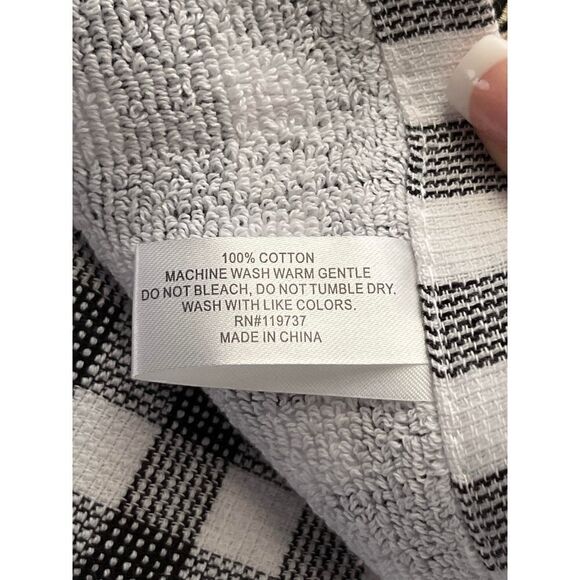 100% COTTON
MACHINE WASH WARM GENTLE
DO NOT BLEACH, DO NOT TUMBLE DRY.
WASH WITH LIKE COLORS.
RN#119737
MADE IN CHINA